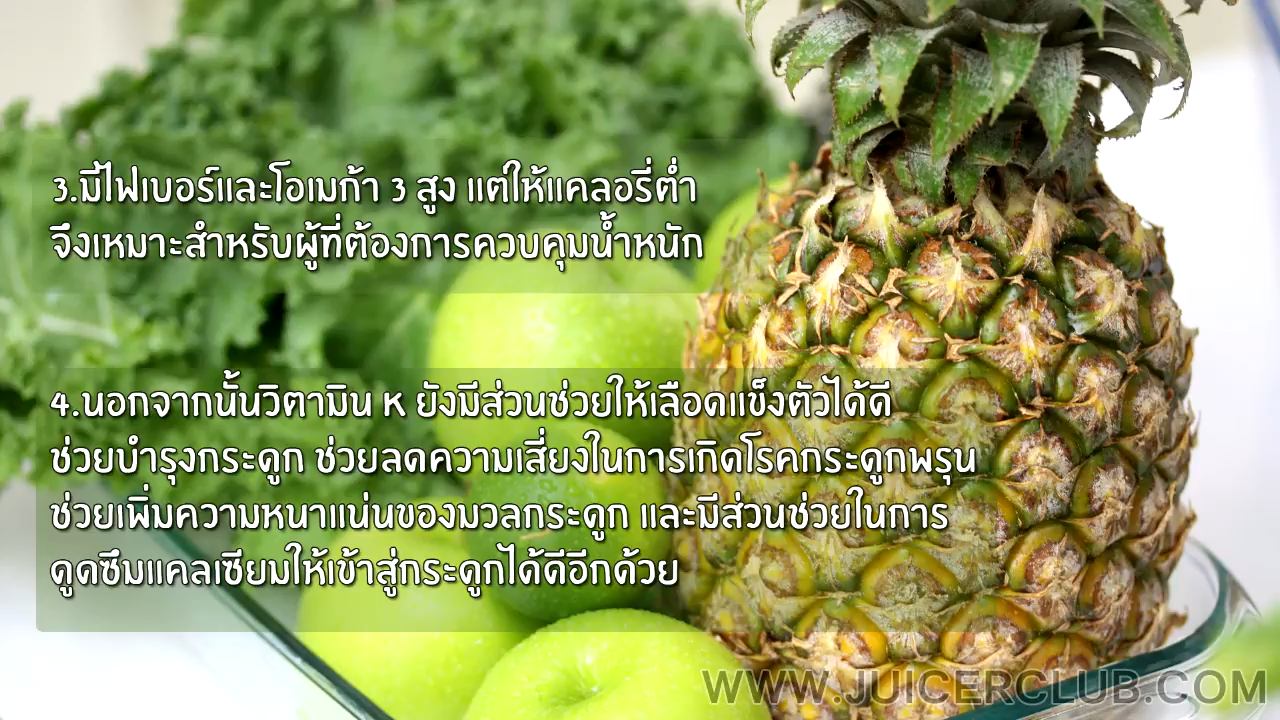 3.มีไฟเบอร์และโอเมก้า 3 สูง แต่ให้แคลอรี่ต่ำ
จึงเหมาะสำหรับผู้ที่ต้องการควบคุมน้ำหนัก
4.นอกจากนั้นวิตามิน K ยังมีส่วนช่วยให้เลือดแข็งตัวได้ดี
ช่วยบำรุงกระดูก ช่วยลดความเสี่ยงในการเกิดโรคกระดูกพรุน
ช่วยเพิ่มความหนาแน่นของมวลกระดูก และมีส่วนช่วยในการ
ดูดซึมแคลเซียมให้เข้าสู่กระดูกได้ดีอีกด้วย
WWW.JUICERCLUB.COM